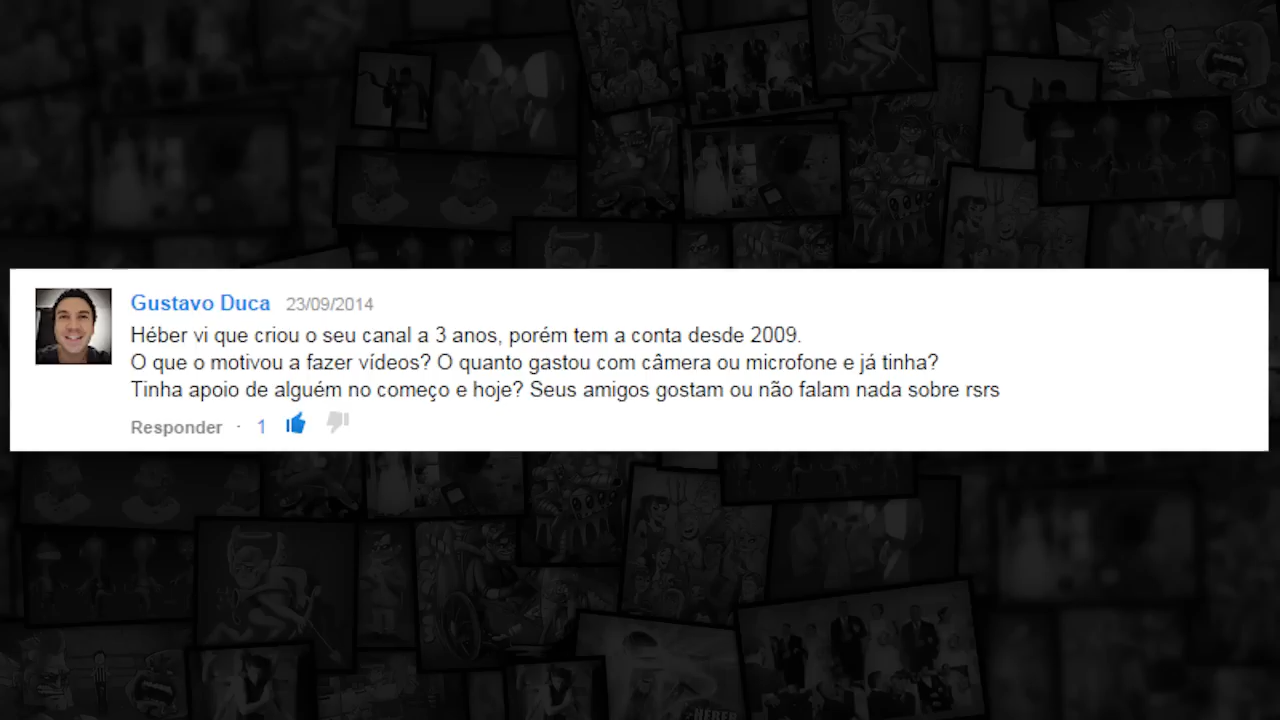 Gustavo Duca 23/09/2014
Héber vi que criou o seu canal a 3 anos, porém tem a conta desde 2009.
O que o motivou a fazer vídeos? O quanto gastou com câmera ou microfone e já tinha?
Tinha apoio de alguém no começo e hoje? Seus amigos gostam ou não falam nada sobre rsrs
Responder · 1
HÉBER